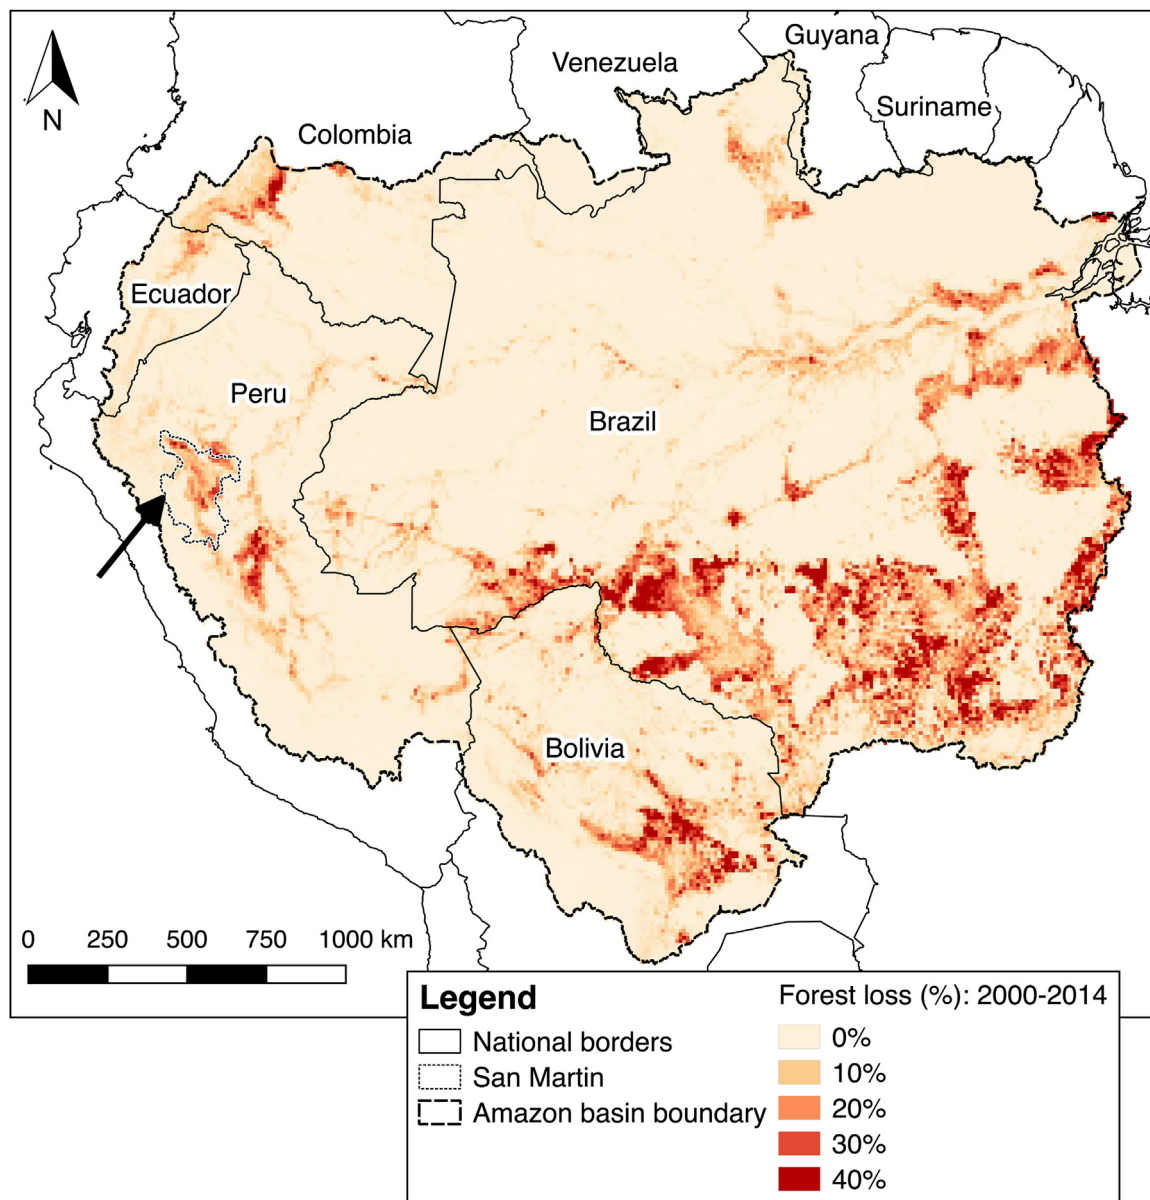 Guyana
Venezuela
Suriname
N
Colombia
Ecuador
Peru
Brazil
Bolivia
0 250 500 750 1000 km
Legend
National borders
San Martin
Amazon basin boundary
Forest loss (%): 2000-2014
0%
10%
20%
30%
40%